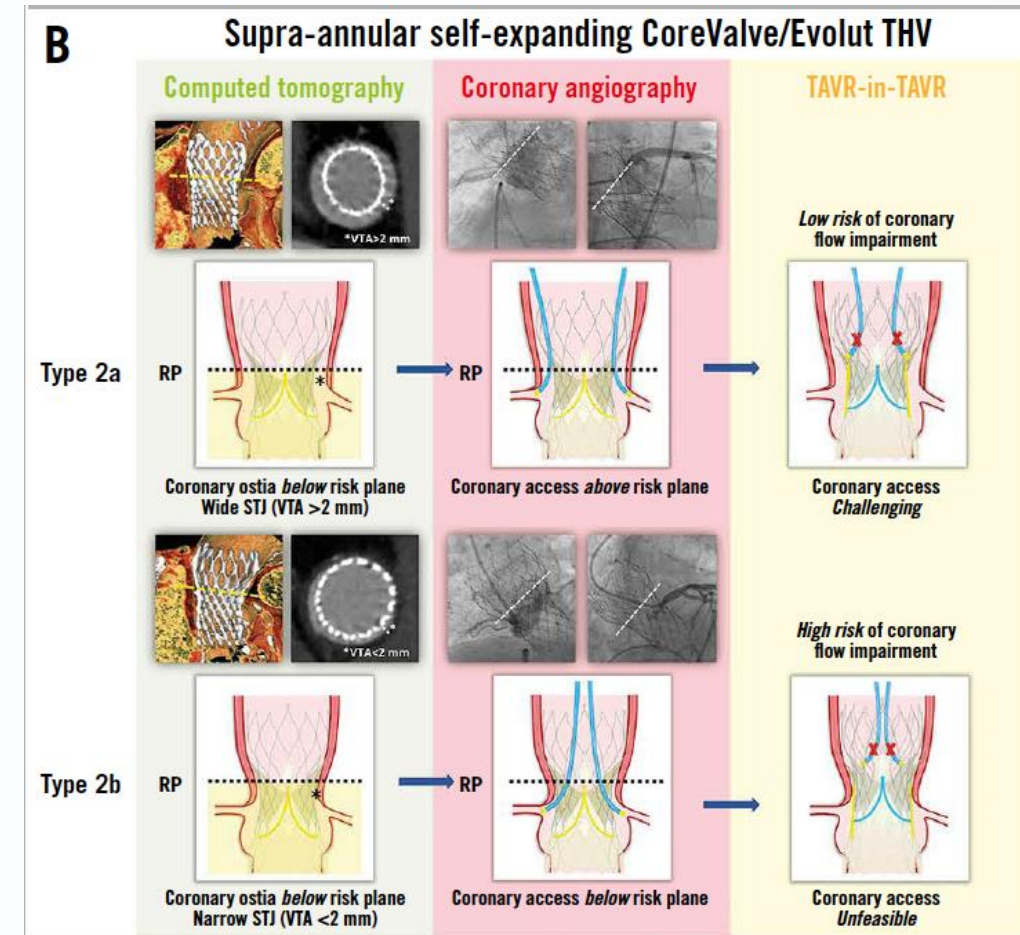 B
Supra-annular self-expanding CoreValve/Evolut THV
Computed tomography
Coronary angiography
TAVR-in-TAVR
*VTA>2 mm
Low risk of coronary
flow impairment
Type 2a
RP
*
RP
Coronary ostia below risk plane
Wide STJ (VTA >2 mm)
Coronary access above risk plane
Coronary access
Challenging
*VTA<2 mm
High risk of coronary
flow impairment
Type 2b
RP
*
RP
Coronary ostia below risk plane
Narrow STJ (VTA <2 mm)
Coronary access below risk plane
Coronary access
Unfeasible